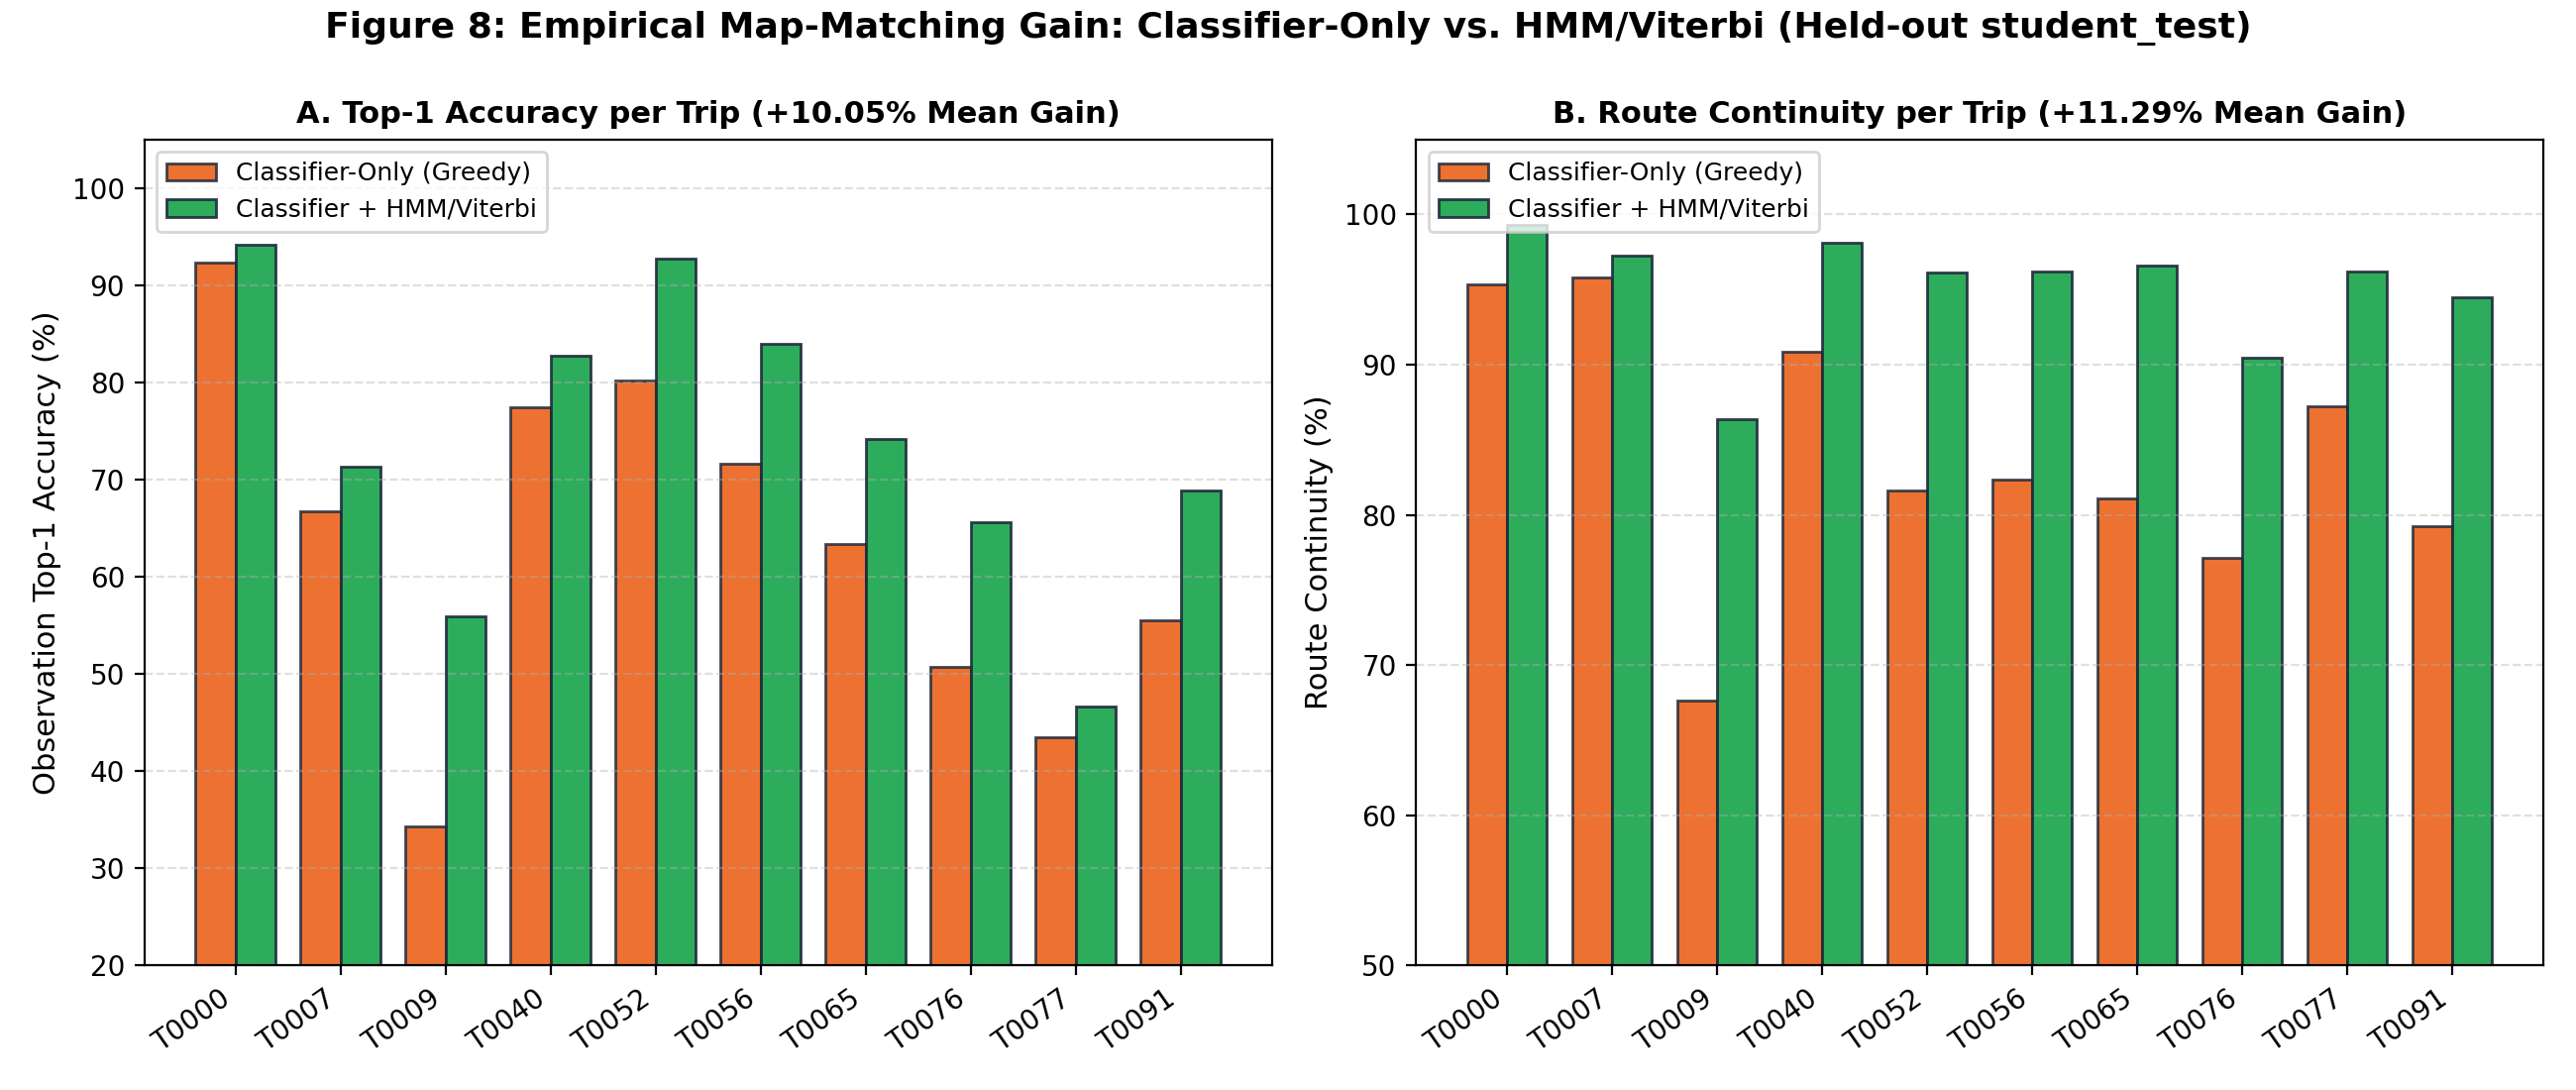 Figure 8: Empirical Map-Matching Gain: Classifier-Only vs. HMM/Viterbi (Held-out student_test)
A. Top-1 Accuracy per Trip (+10.05% Mean Gain)
Classifier-Only (Greedy)
Classifier + HMM/Viterbi
Observation Top-1 Accuracy (%)
100
90
80
70
60
50
40
30
20
T0000
T0007
T0009
T0040
T0052
T0056
T0065
T0076
T0077
T0091
B. Route Continuity per Trip (+11.29% Mean Gain)
Classifier-Only (Greedy)
Classifier + HMM/Viterbi
Route Continuity (%)
100
90
80
70
60
50
T0000
T0007
T0009
T0040
T0052
T0056
T0065
T0076
T0077
T0091